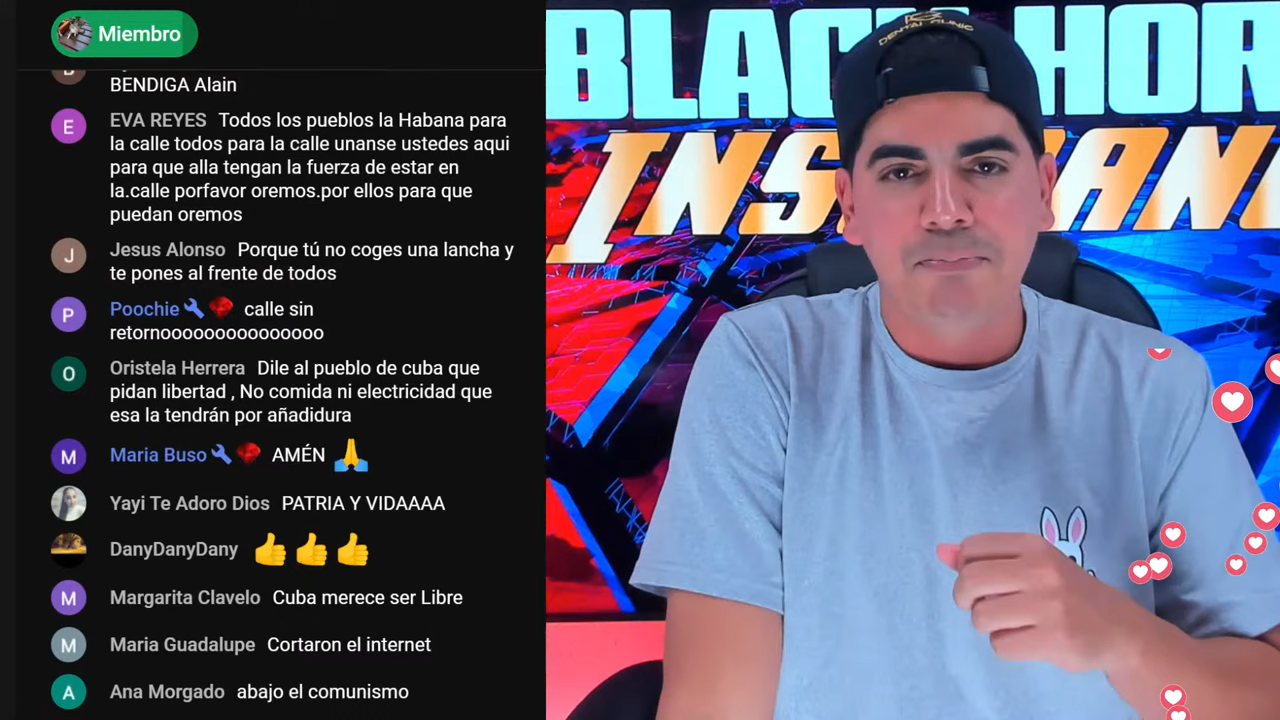 Miembro
BENDIGA Alain
E
EVA REYES Todos los pueblos la Habana para
la calle todos para la calle unanse ustedes aqui
para que alla tengan la fuerza de estar en
la.calle porfavor oremos.por ellos para que
puedan oremos
J
Jesus Alonso Porque tú no coges una lancha y
te pones al frente de todos
P
Poochie calle sin
retornooooooooooooooo
O
Oristela Herrera Dile al pueblo de cuba que
pidan libertad , No comida ni electricidad que
esa la tendrán por añadidura
M
Maria Buso AMÉN
Yayi Te Adoro Dios PATRIA Y VIDAAAA
DanyDanyDany
M
Margarita Clavelo Cuba merece ser Libre
M
Maria Guadalupe Cortaron el internet
A
Ana Morgado abajo el comunismo
BLACK HOR
INS RAN
DENTAL CLINIC